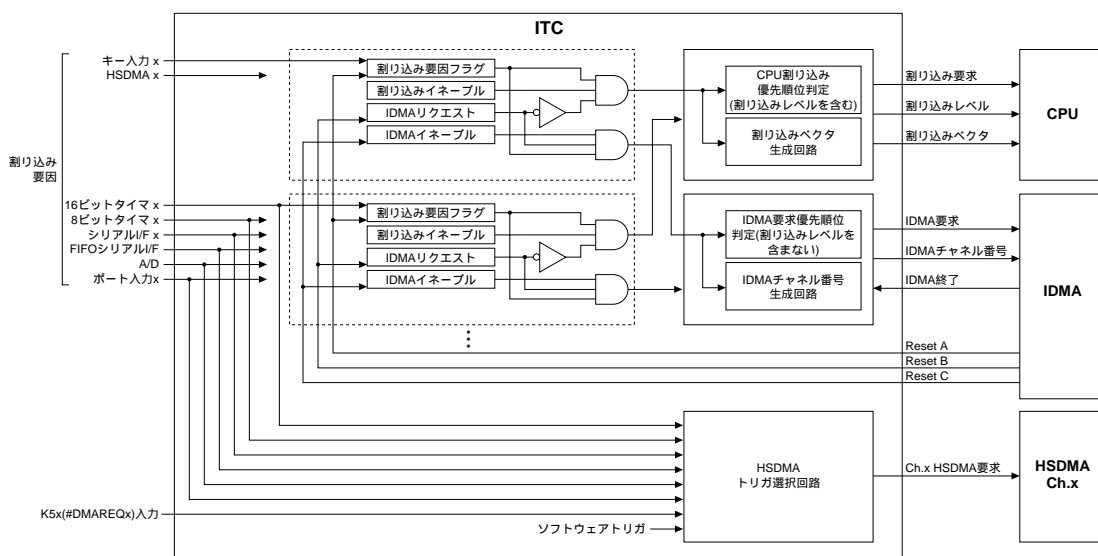 ITC
キー入力 x
HSDMA x
割り込み
要因
16ビットタイマ x
8ビットタイマ x
シリアルI/F x
FIFOシリアルI/F
A/D
ポート入力x
K5x(#DMAREQx)入力
割り込み要因フラグ
割り込みイネーブル
IDMAリクエスト
IDMAイネーブル
割り込み要因フラグ
割り込みイネーブル
IDMAリクエスト
IDMAイネーブル
CPU割り込み
優先順位判定
(割り込みレベルを含む)
割り込みベクタ
生成回路
割り込み要求
割り込みレベル
割り込みベクタ
CPU
IDMA要求優先順位
判定(割り込みレベルを
含まない)
IDMAチャネル番号
生成回路
IDMA要求
IDMAチャネル番号
IDMA終了
IDMA
Reset A
Reset B
Reset C
HSDMA
トリガ選択回路
Ch.x HSDMA要求
HSDMA
Ch.x
ソフトウェアトリガ